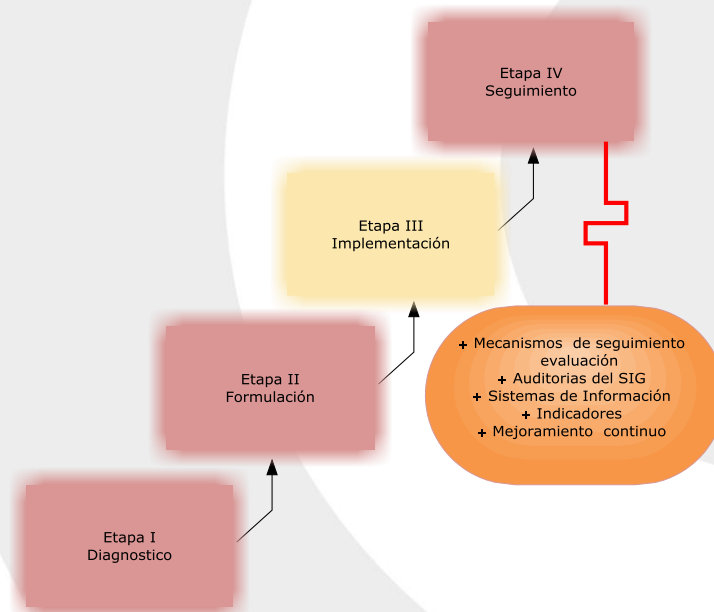 Etapa IV
Seguimiento
Etapa III
Implementación
+ Mecanismos de seguimiento
evaluación
+ Auditorias del SIG
+ Sistemas de Información
+ Indicadores
+ Mejoramiento continuo
Etapa II
Formulación
Etapa I
Diagnostico